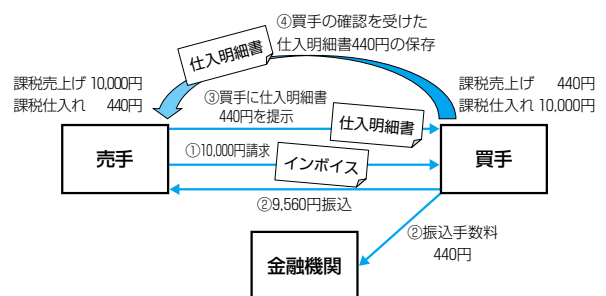 ④買手の確認を受けた
仕入明細書440円の保存
仕入明細書
課税売上げ 10,000円
課税仕入れ 440円
課税売上げ 440円
課税仕入れ 10,000円
③買手に仕入明細書
440円を提示
仕入明細書
売手
①10,000円請求
インボイス
買手
②9,560円振込
②振込手数料
440円
金融機関